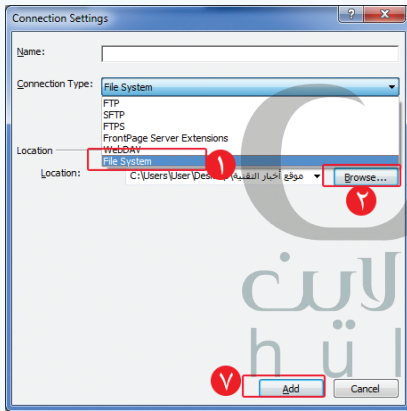 Connection Settings
Name:
Connection Type: File System
FTP
SFTP
FTPS
FrontPage Server Extensions
WebDAV
File System
١
Location
Location: C:\Users\User\Desktop\موقع أخبار التقنية Browse...
٢
لاين
h ü l
٧
Add Cancel